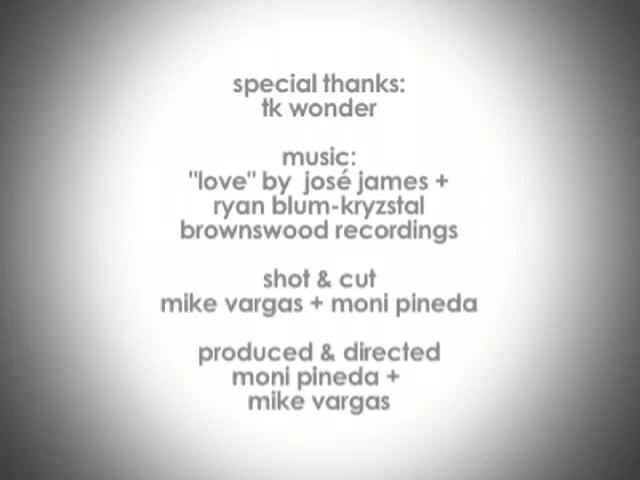 special thanks:
tk wonder
music:
"love" by josé james +
ryan blum-kryzstal
brownswood recordings
shot & cut
mike vargas + moni pineda
produced & directed
moni pineda +
mike vargas